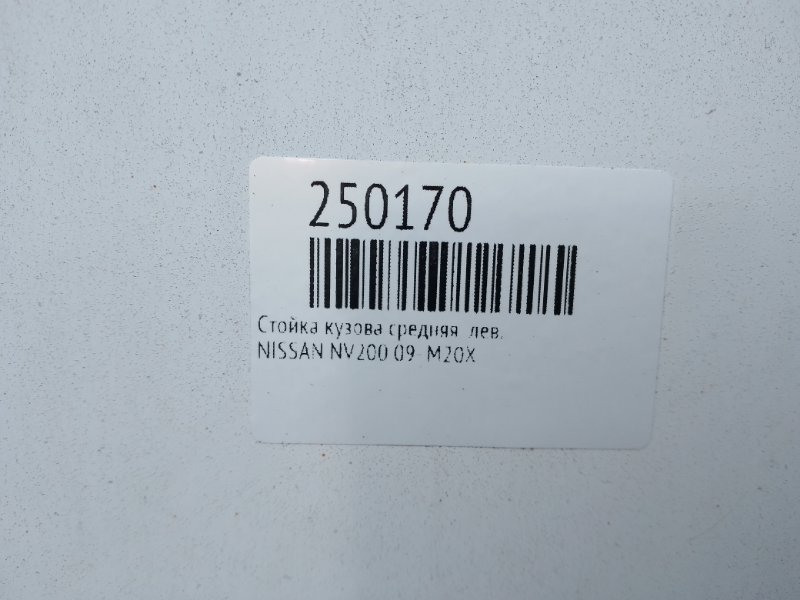 250170
Стойка кузова средняя лев.
NISSAN NV200 09- M20X